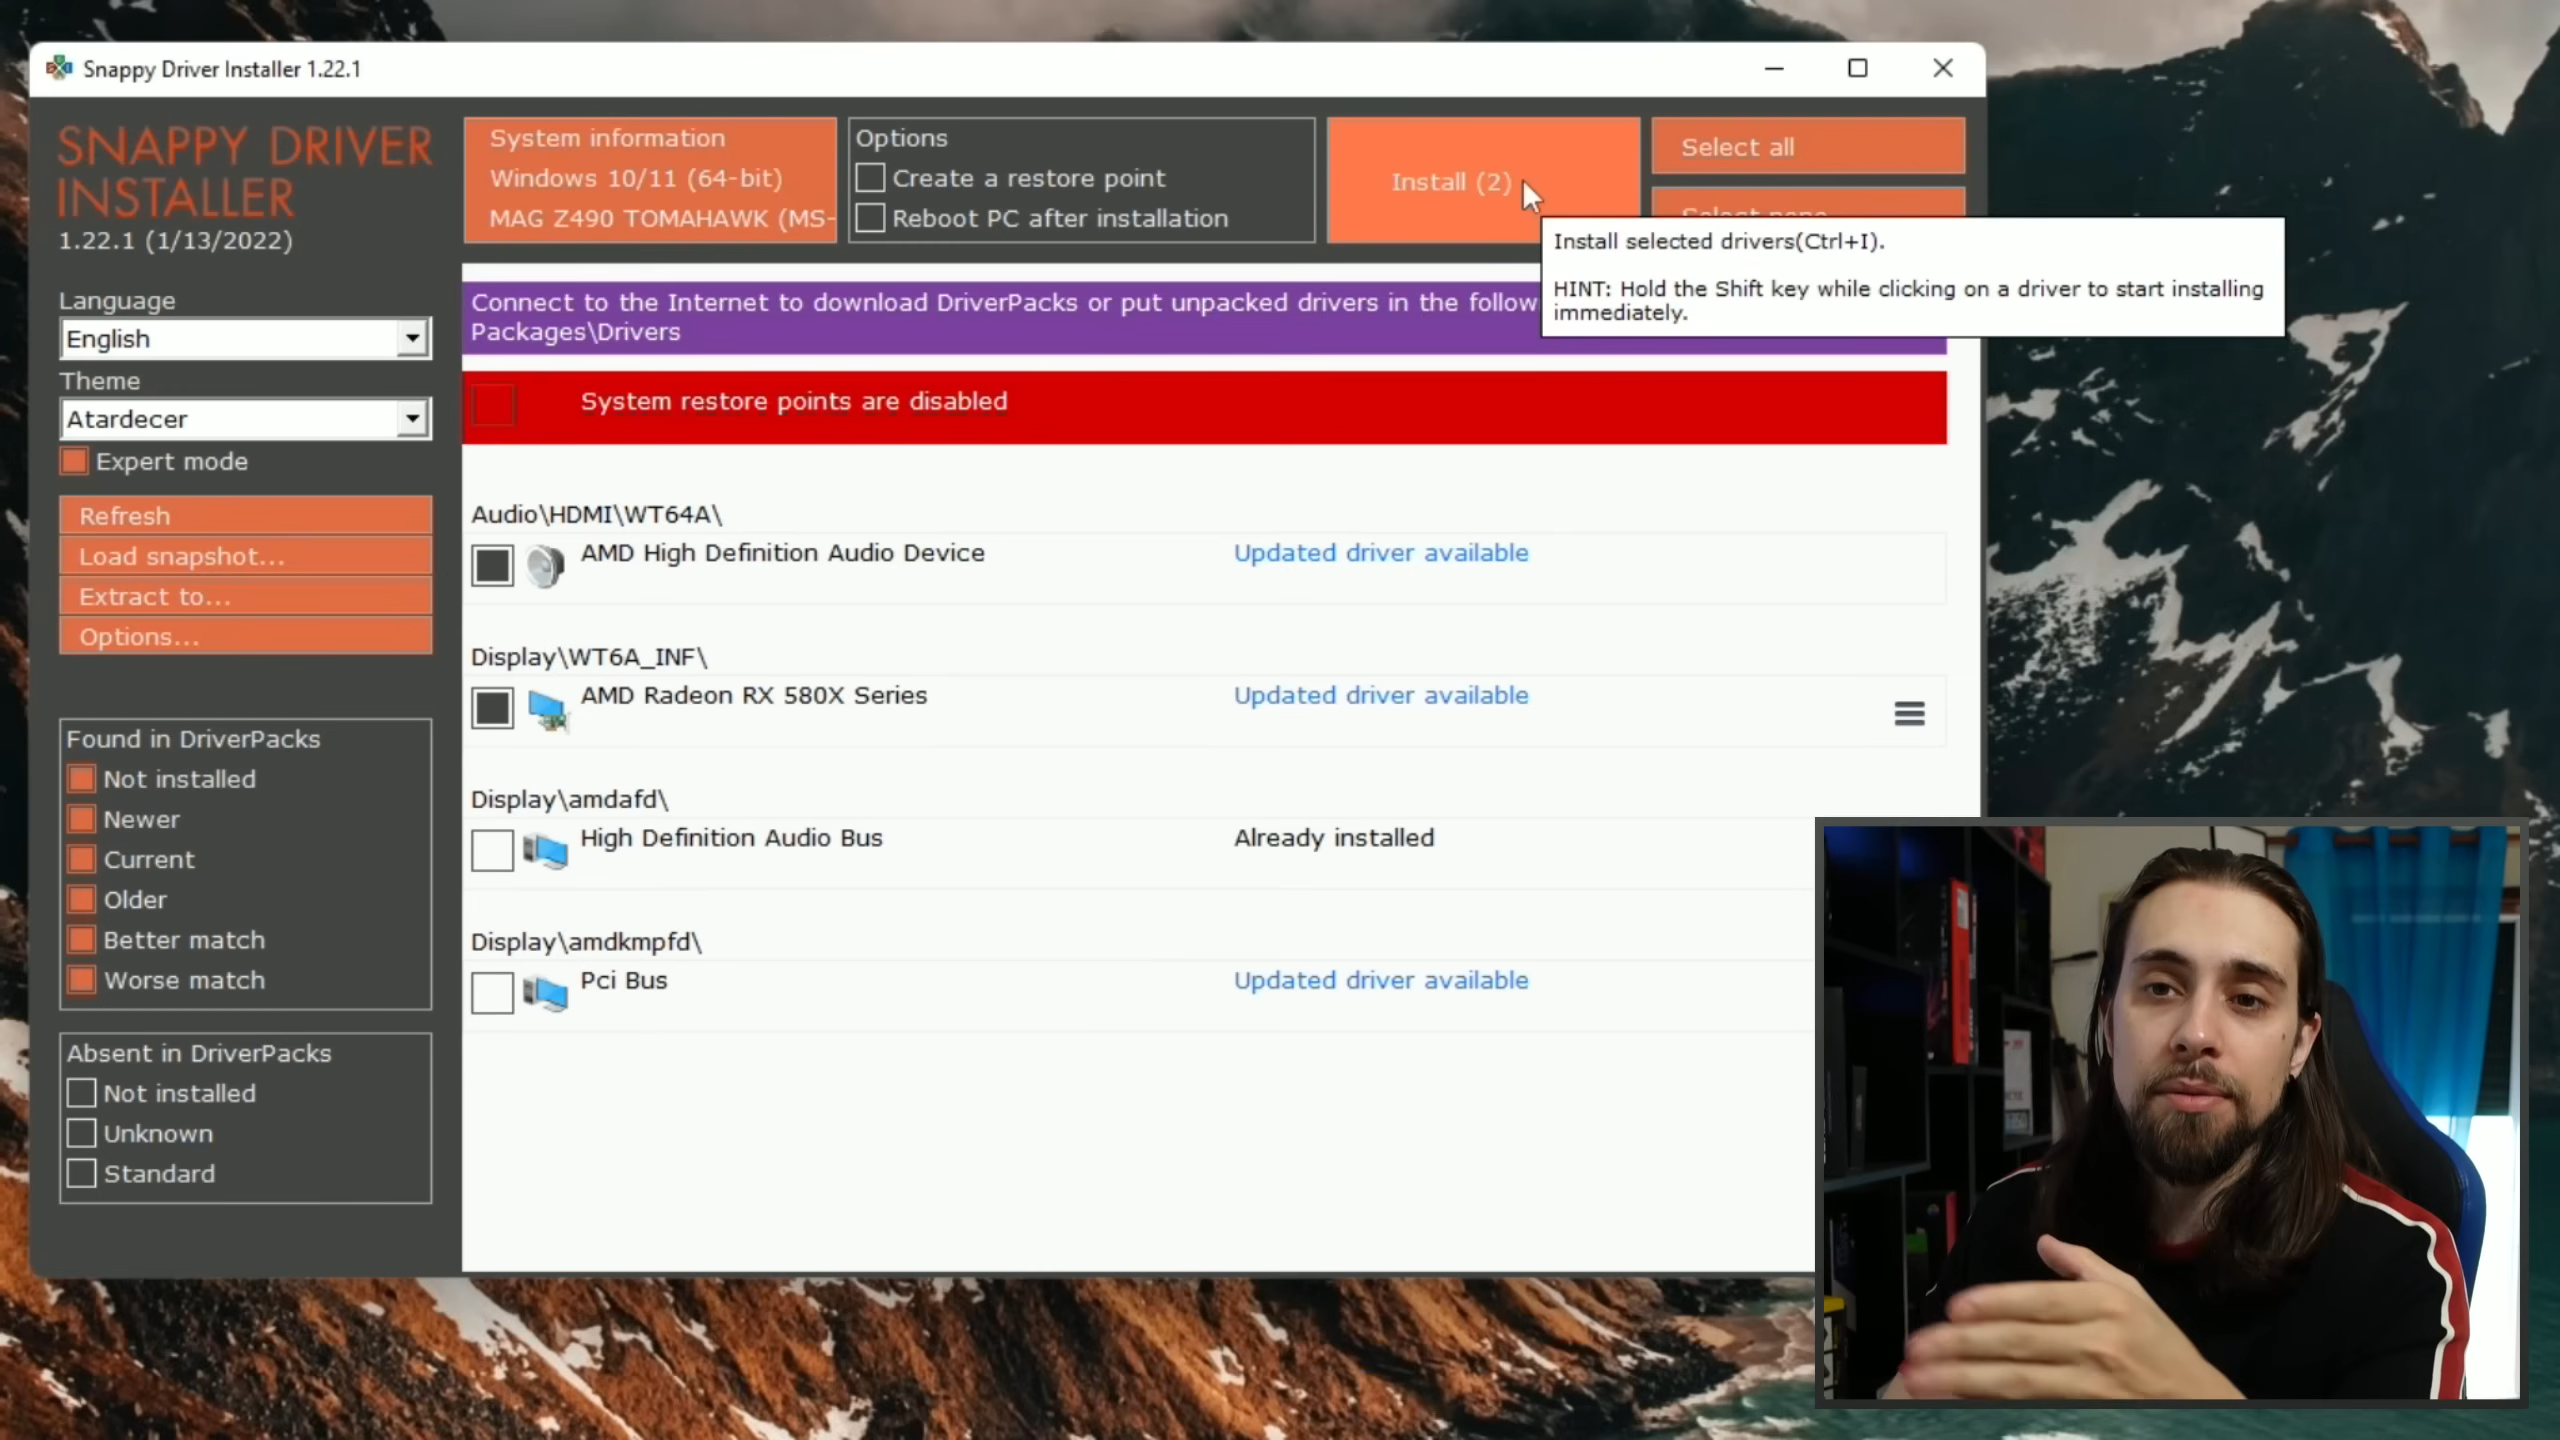 Snappy Driver Installer 1.22.1
SNAPPY DRIVER
INSTALLER
1.22.1 (1/13/2022)
System information
Windows 10/11 (64-bit)
MAG Z490 TOMAHAWK (MS-
Options
Create a restore point
Reboot PC after installation
Install (2)
Select all
Select none
Install selected drivers(Ctrl+I).
HINT: Hold the Shift key while clicking on a driver to start installing
immediately.
Language
English
Theme
Atardecer
Expert mode
Refresh
Load snapshot...
Extract to...
Options...
Found in DriverPacks
Not installed
Newer
Current
Older
Better match
Worse match
Absent in DriverPacks
Not installed
Unknown
Standard
Connect to the Internet to download DriverPacks or put unpacked drivers in the follow
Packages\Drivers
System restore points are disabled
Audio\HDMI\WT64A\
AMD High Definition Audio Device Updated driver available
Display\WT6A_INF\
AMD Radeon RX 580X Series Updated driver available
Display\amdafd\
High Definition Audio Bus Already installed
Display\amdkmpfd\
Pci Bus Updated driver available